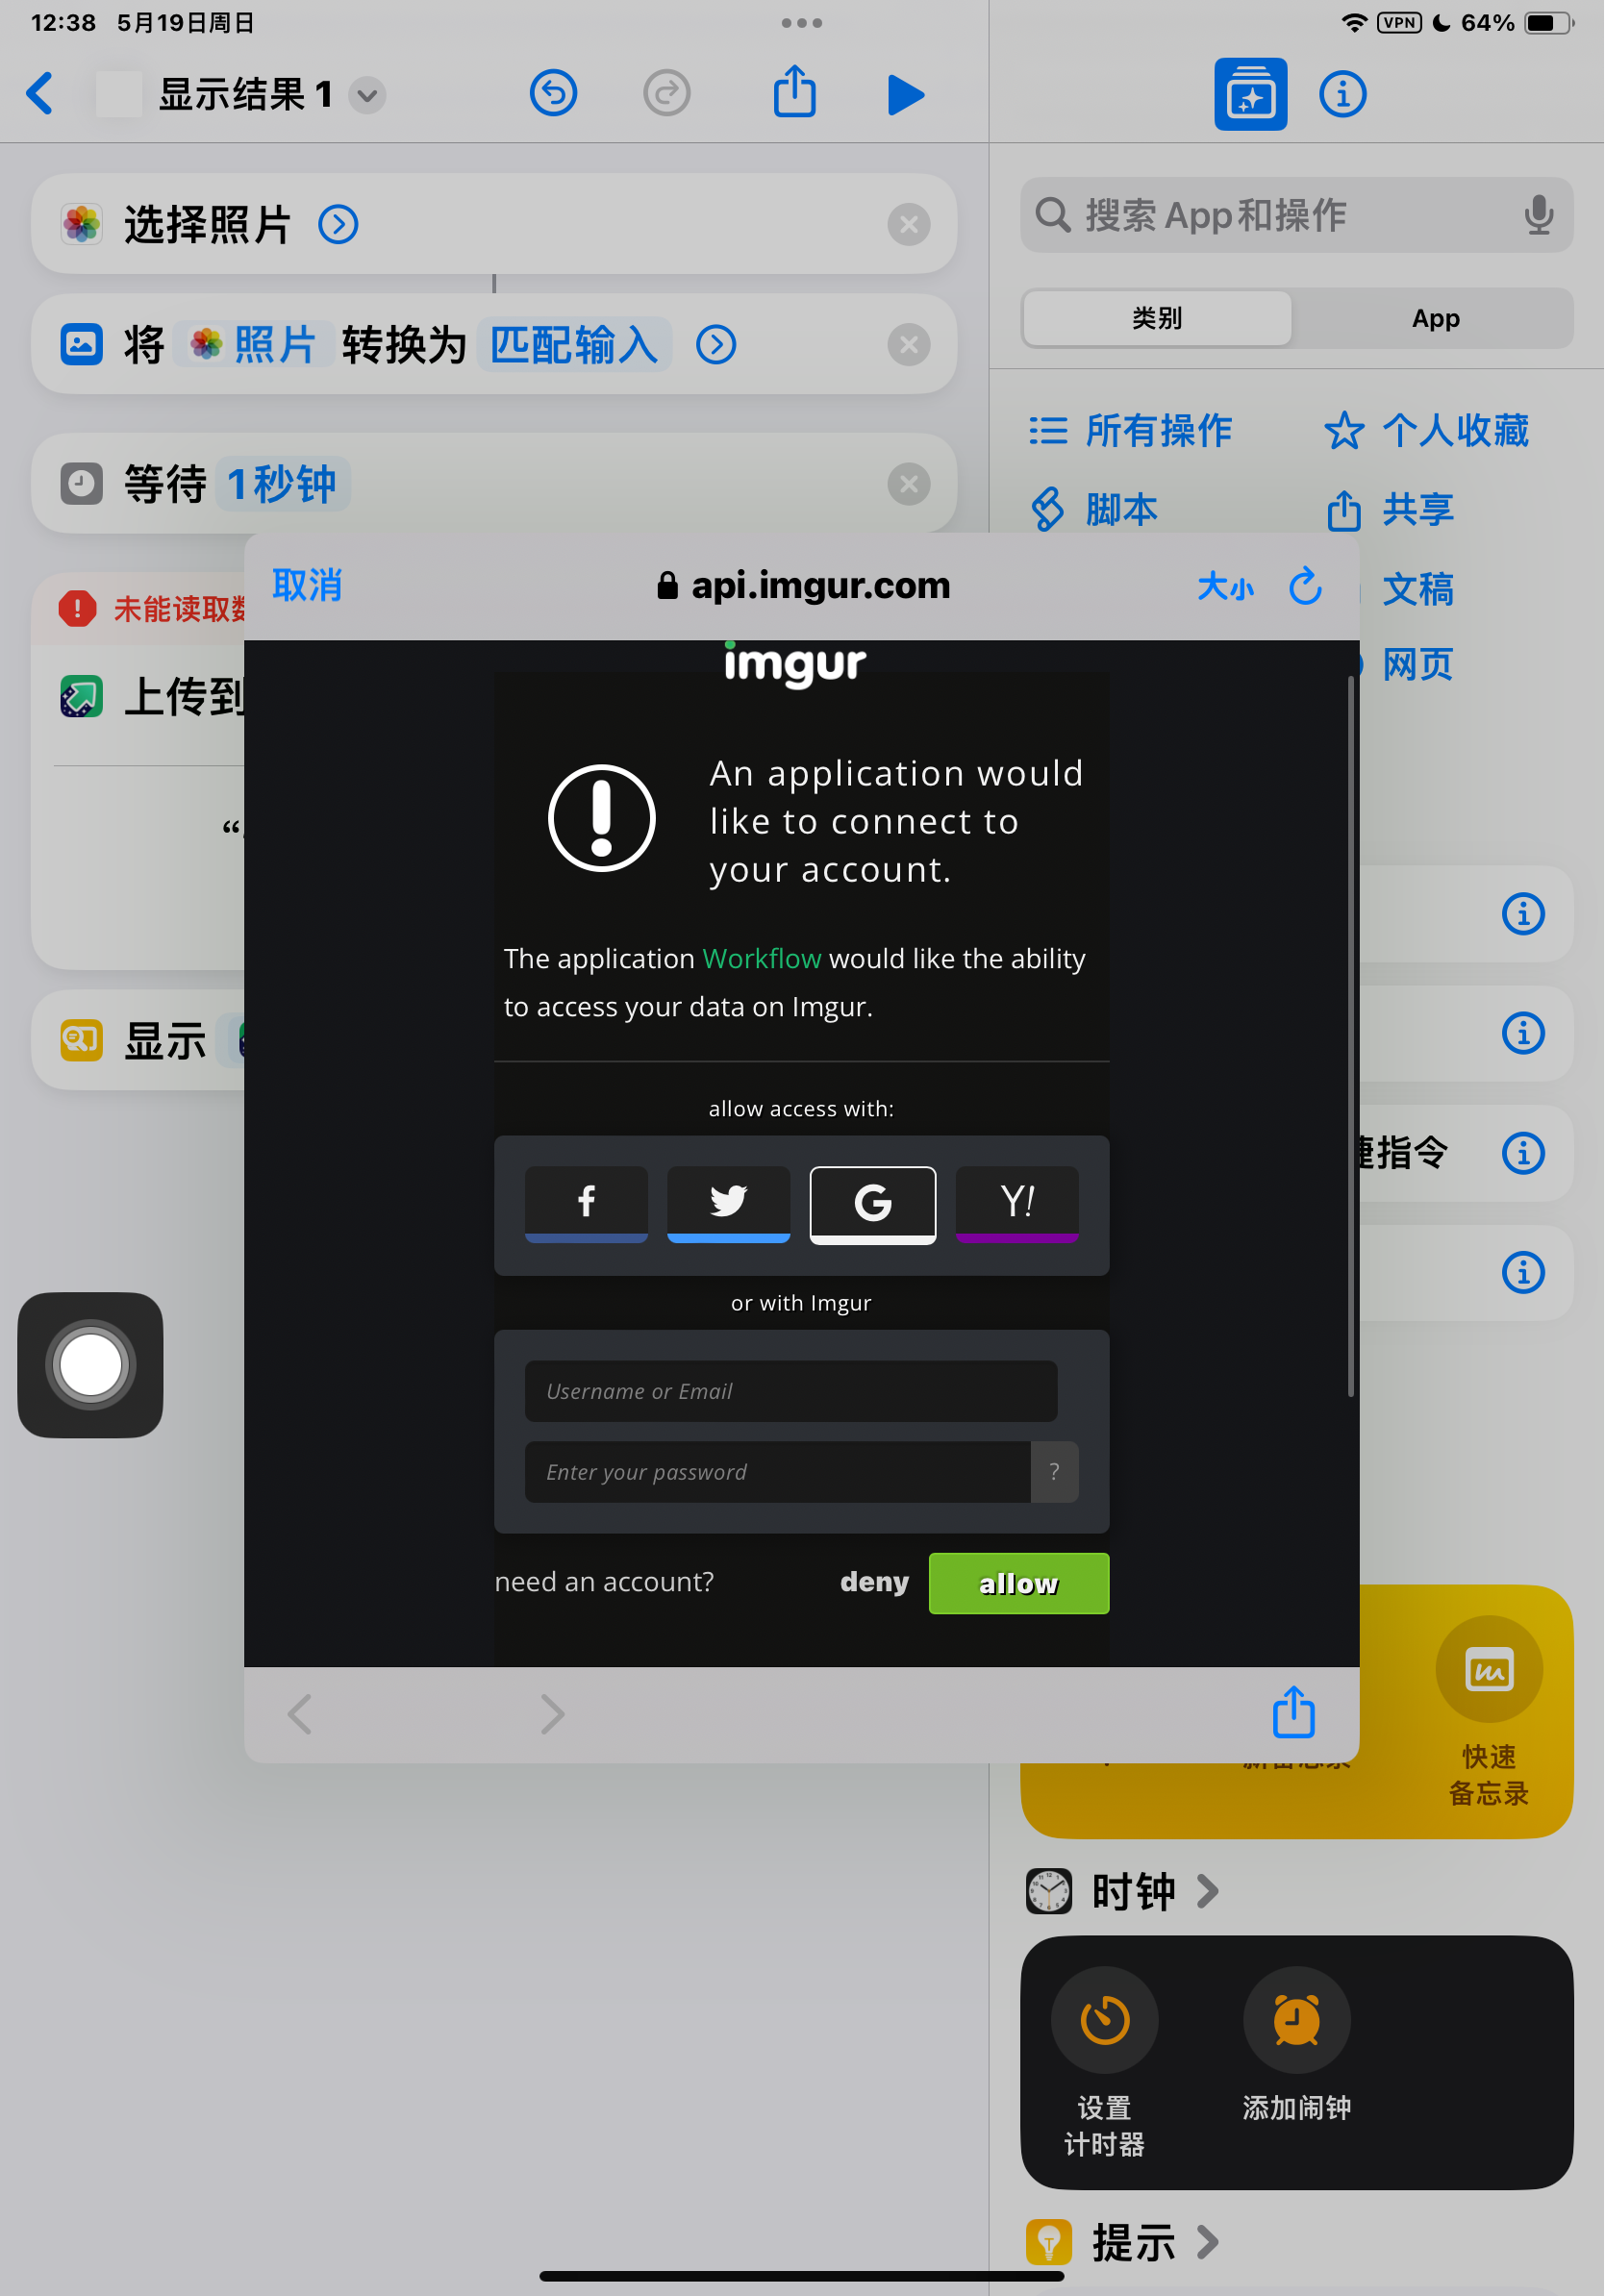 12:38 5月19日周日
VPN 64%
显示结果 1
选择照片
将 照片 转换为 匹配输入
等待 1秒钟
未能读取
上传到
“
显示
搜索 App 和操作
类别 App
所有操作 个人收藏
脚本 共享
文稿
网页
取消 api.imgur.com 大小
imgur
An application would
like to connect to
your account.
The application Workflow would like the ability
to access your data on Imgur.
allow access with:
f G Y!
or with Imgur
Username or Email
Enter your password ?
need an account? deny allow
指令
快速
备忘录
时钟
设置
计时器
添加闹钟
提示